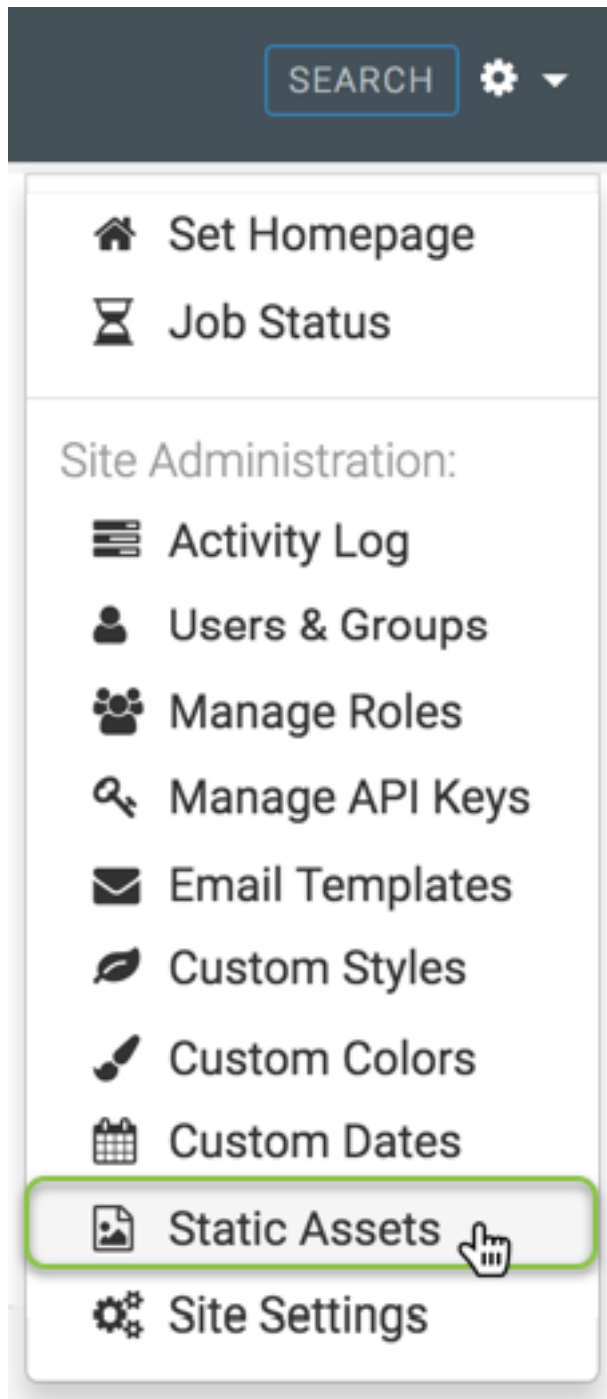 SEARCH
Set Homepage
Job Status
Site Administration:
Activity Log
Users & Groups
Manage Roles
Manage API Keys
Email Templates
Custom Styles
Custom Colors
Custom Dates
Static Assets
Site Settings